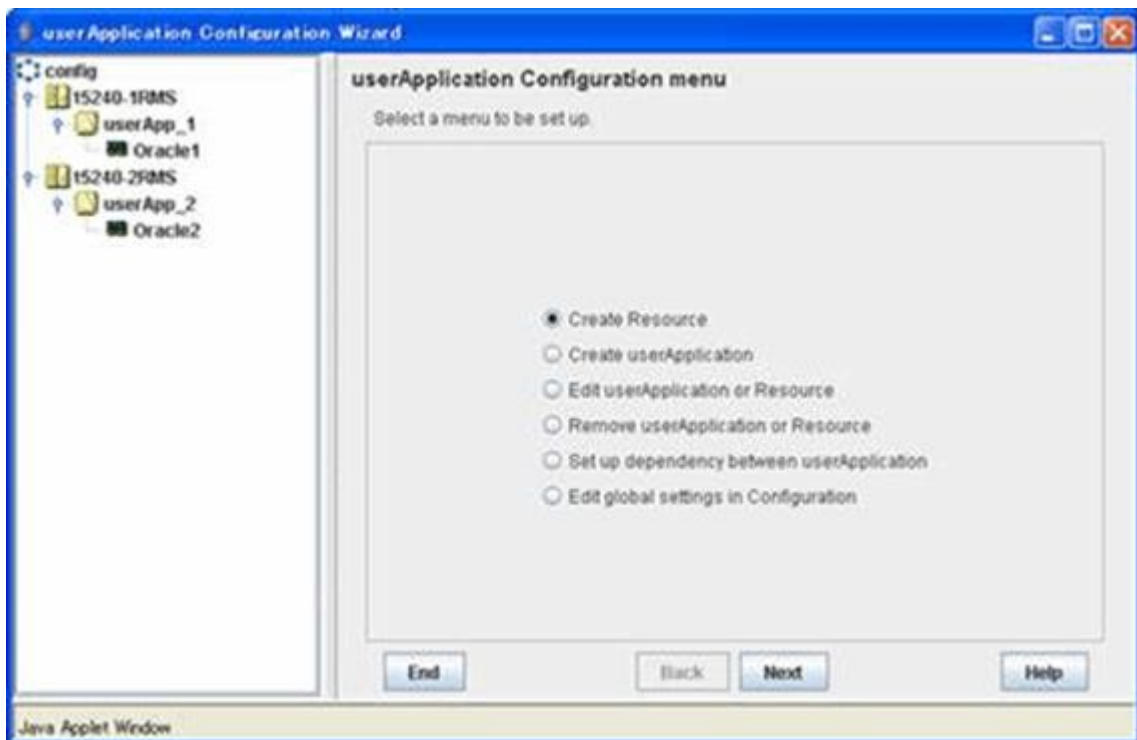 userApplication Configuration Wizard
config
t5240-1RMS
userApp_1
Oracle1
t5240-2RMS
userApp_2
Oracle2
userApplication Configuration menu
Select a menu to be set up.
Create Resource
Create userApplication
Edit userApplication or Resource
Remove userApplication or Resource
Set up dependency between userApplication
Edit global settings in Configuration
End
Back
Next
Help
Java Applet Window